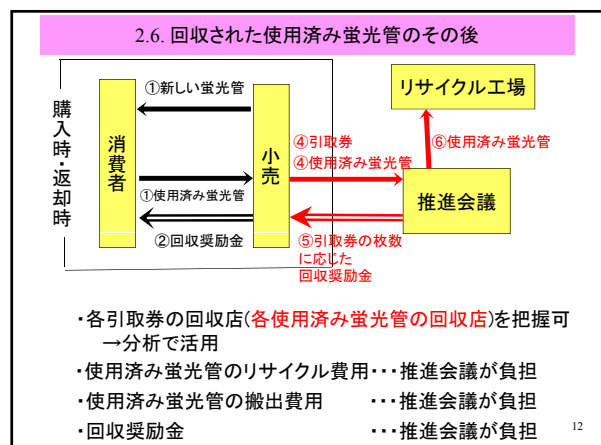 2.6. 回収された使用済み蛍光管のその後
購入時・返却時
①新しい蛍光管
消費者
小売
①使用済み蛍光管
②回収奨励金
④引取券
④使用済み蛍光管
リサイクル工場
⑥使用済み蛍光管
推進会議
⑤引取券の枚数
に応じた
回収奨励金
・各引取券の回収店(各使用済み蛍光管の回収店)を把握可
→分析で活用
・使用済み蛍光管のリサイクル費用・・・推進会議が負担
・使用済み蛍光管の搬出費用 ・・・推進会議が負担
・回収奨励金 ・・・推進会議が負担
12